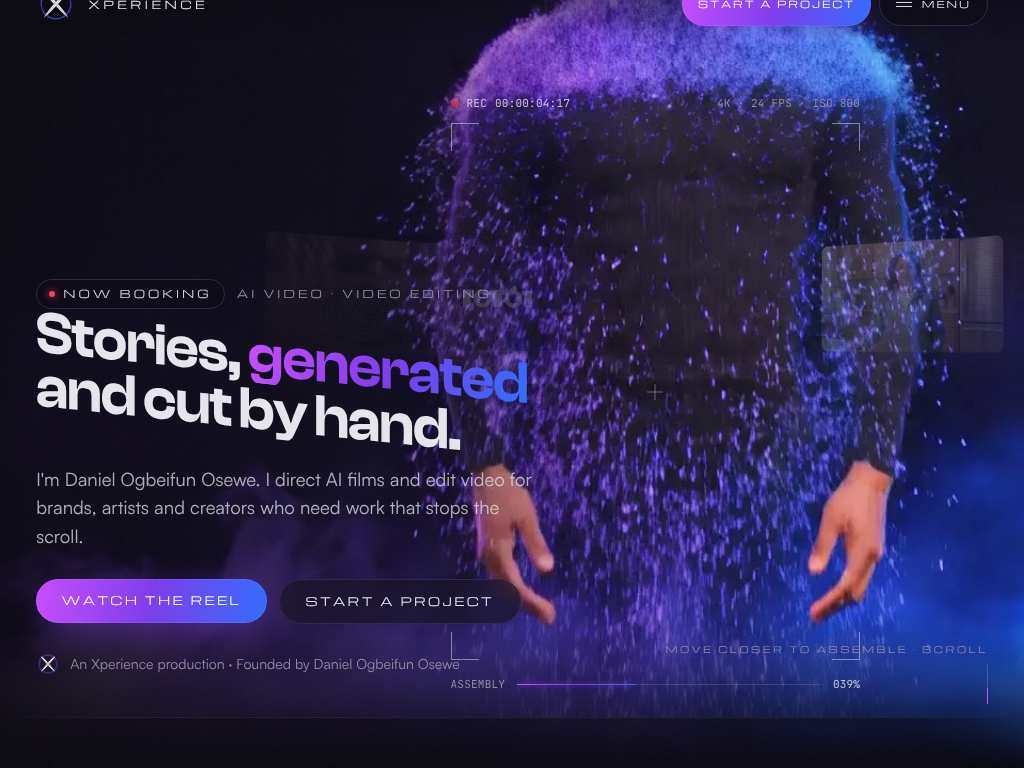 XPERIENCE
START A PROJECT
MENU
REC 00:00:04:17
4K · 24 FPS · ISO 800
NOW BOOKING
AI VIDEO · VIDEO EDITING
Stories, generated
and cut by hand.
I'm Daniel Ogbeifun Osewe. I direct AI films and edit video for
brands, artists and creators who need work that stops the
scroll.
WATCH THE REEL
START A PROJECT
MOVE CLOSER TO ASSEMBLE · SCROLL
An Xperience production · Founded by Daniel Ogbeifun Osewe
ASSEMBLY
039%